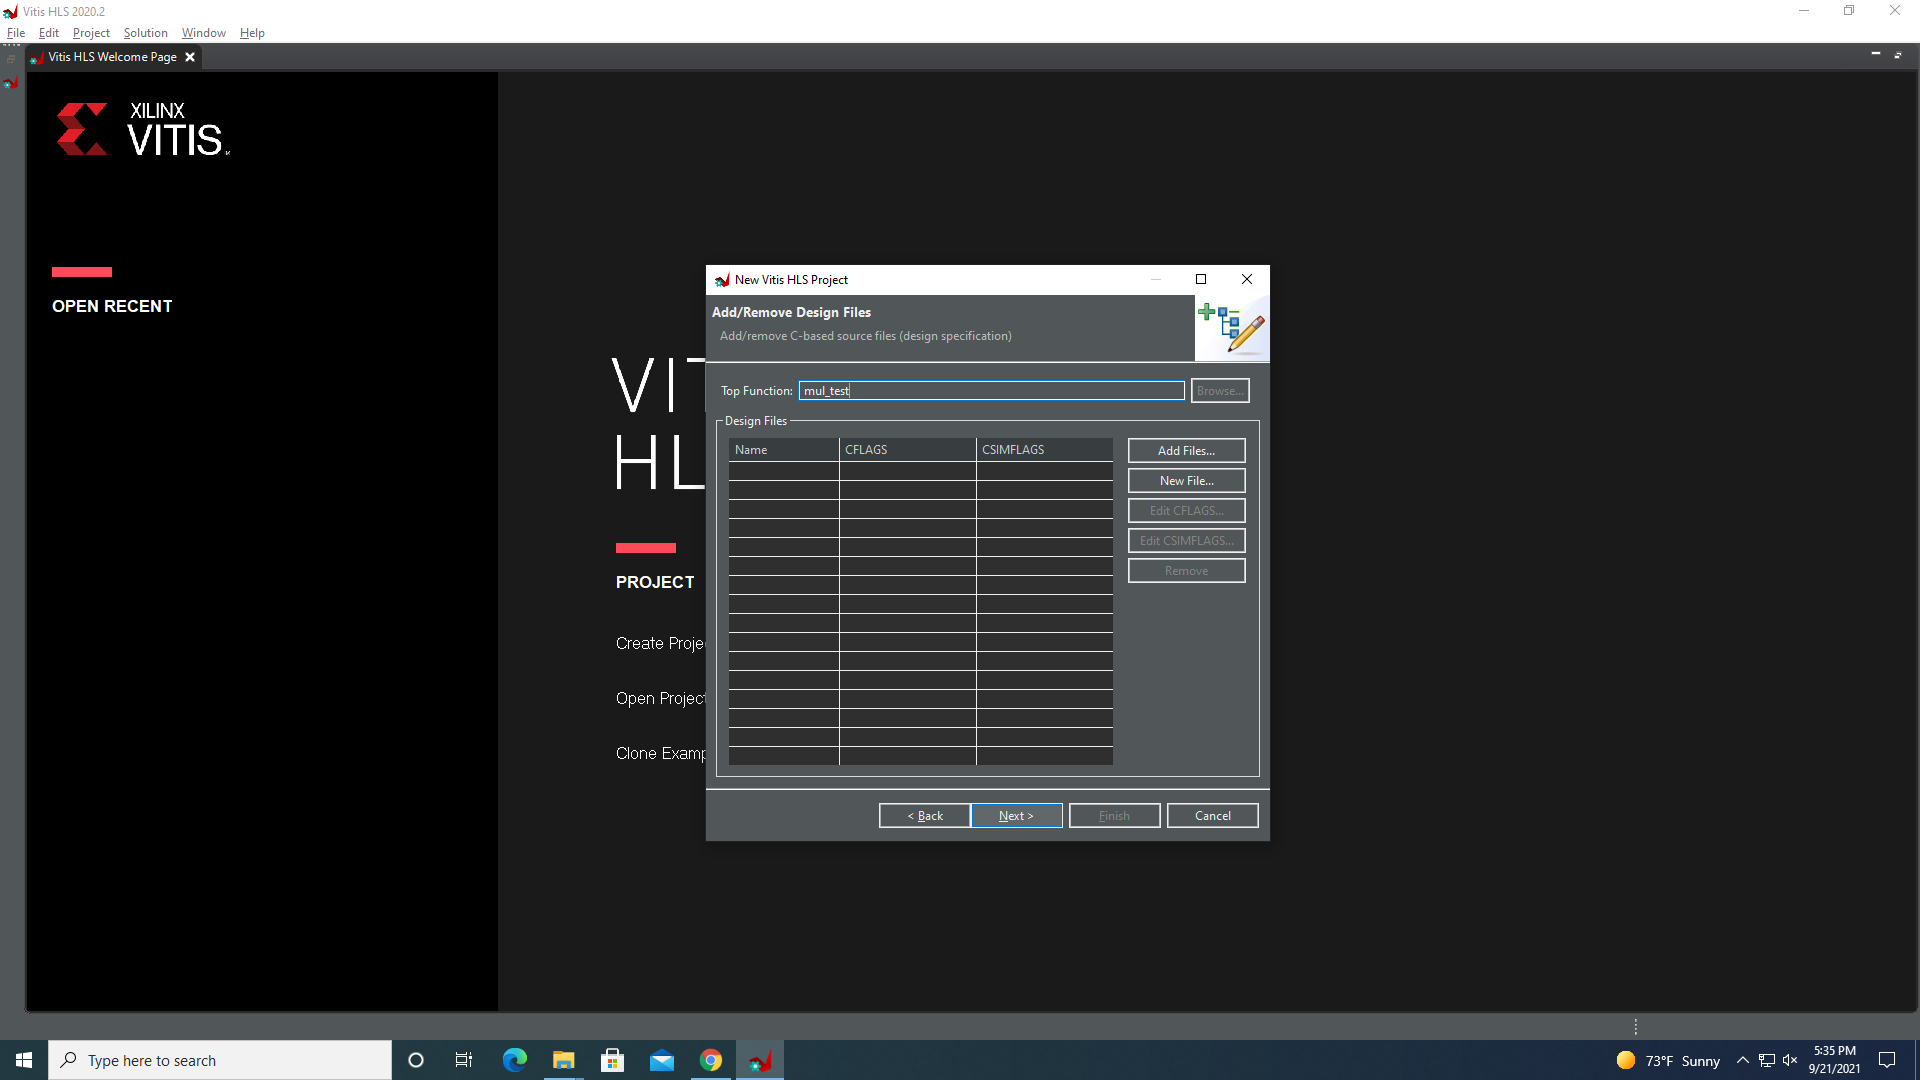 Vitis HLS 2020.2
File Edit Project Solution Window Help
Vitis HLS Welcome Page
XILINX
VITIS
OPEN RECENT
VIT
HL
PROJECT
Create Proje
Open Project
Clone Examp
New Vitis HLS Project
Add/Remove Design Files
Add/remove C-based source files (design specification)
Top Function: mul_test Browse...
Design Files
Name CFLAGS CSIMFLAGS
Add Files...
New File...
Edit CFLAGS...
Edit CSIMFLAGS...
Remove
< Back Next > Finish Cancel
Type here to search
73°F Sunny
5:35 PM
9/21/2021